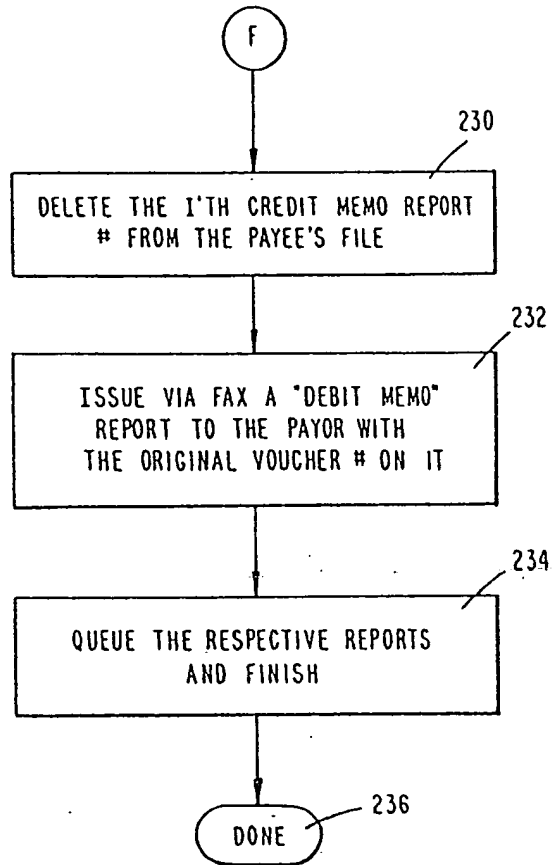 F
230
DELETE THE I'TH CREDIT MEMO REPORT
# FROM THE PAYEE'S FILE
232
ISSUE VIA FAX A "DEBIT MEMO"
REPORT TO THE PAYOR WITH
THE ORIGINAL VOUCHER # ON IT
234
QUEUE THE RESPECTIVE REPORTS
AND FINISH
236
DONE